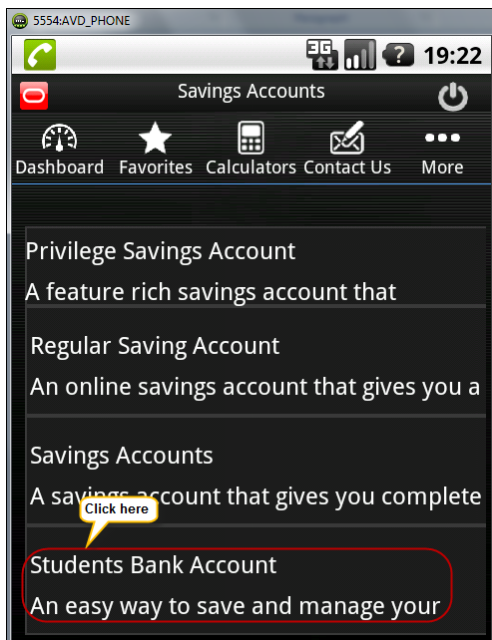 5554:AVD_PHONE
3G 19:22
Savings Accounts
Dashboard Favorites Calculators Contact Us More
Privilege Savings Account
A feature rich savings account that
Regular Saving Account
An online savings account that gives you a
Savings Accounts
A savings account that gives you complete
Click here
Students Bank Account
An easy way to save and manage your